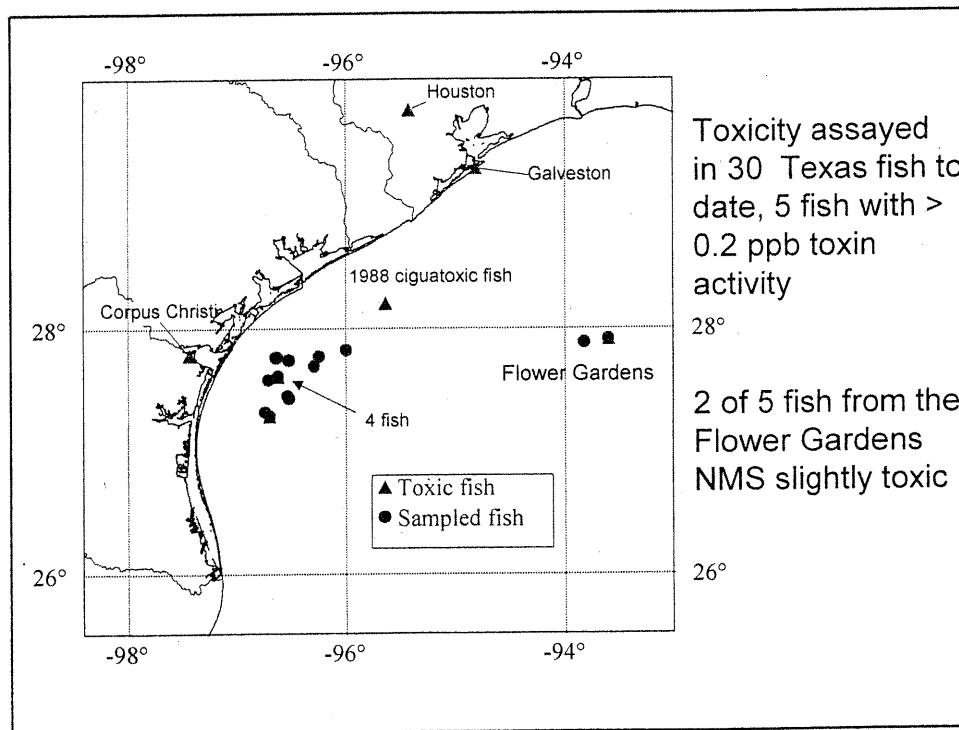 -98°
-96°
-94°
Houston
Galveston
1988 ciguatoxic fish
Corpus Christi
28°
28°
Flower Gardens
4 fish
Toxic fish
Sampled fish
26°
26°
-98°
-96°
-94°
Toxicity assayed
in 30 Texas fish to
date, 5 fish with >
0.2 ppb toxin
activity
2 of 5 fish from the
Flower Gardens
NMS slightly toxic